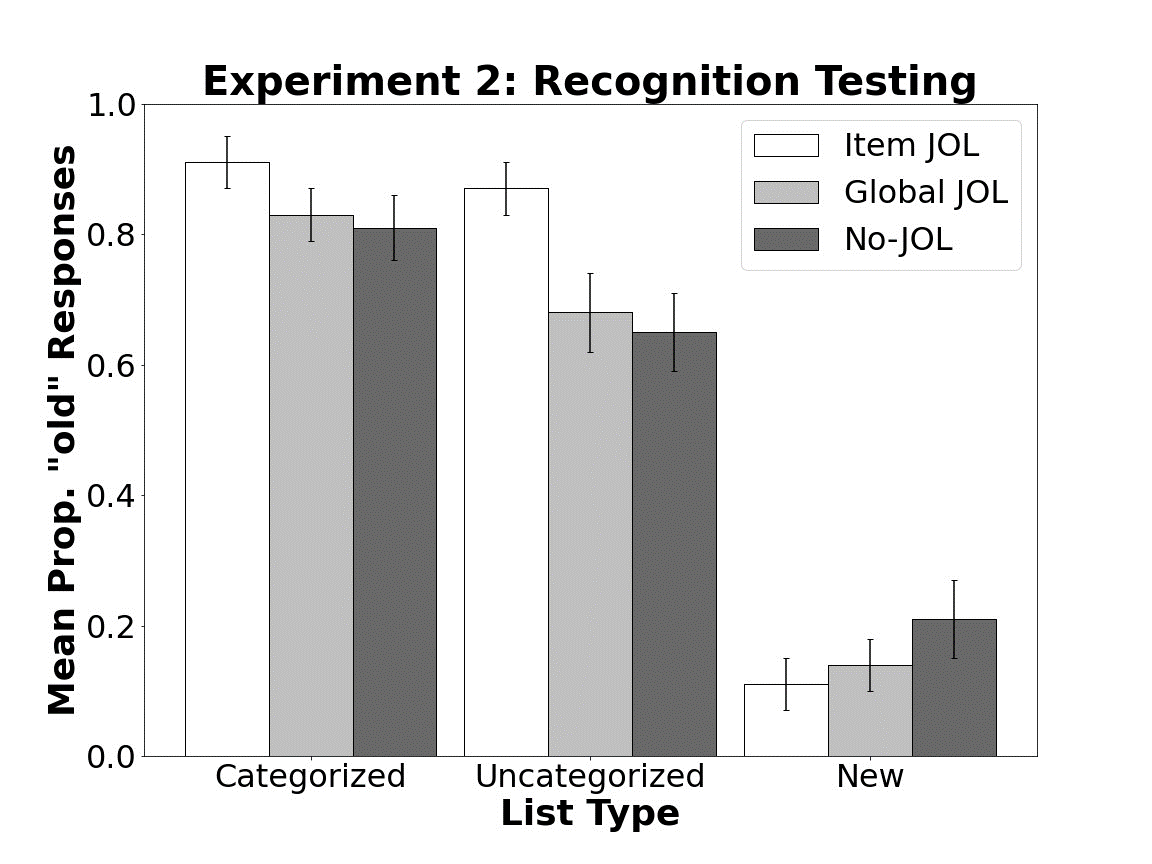 Experiment 2: Recognition Testing
Mean Prop. "old" Responses
1.0
0.8
0.6
0.4
0.2
0.0
Item JOL
Global JOL
No-JOL
Categorized
Uncategorized
New
List Type